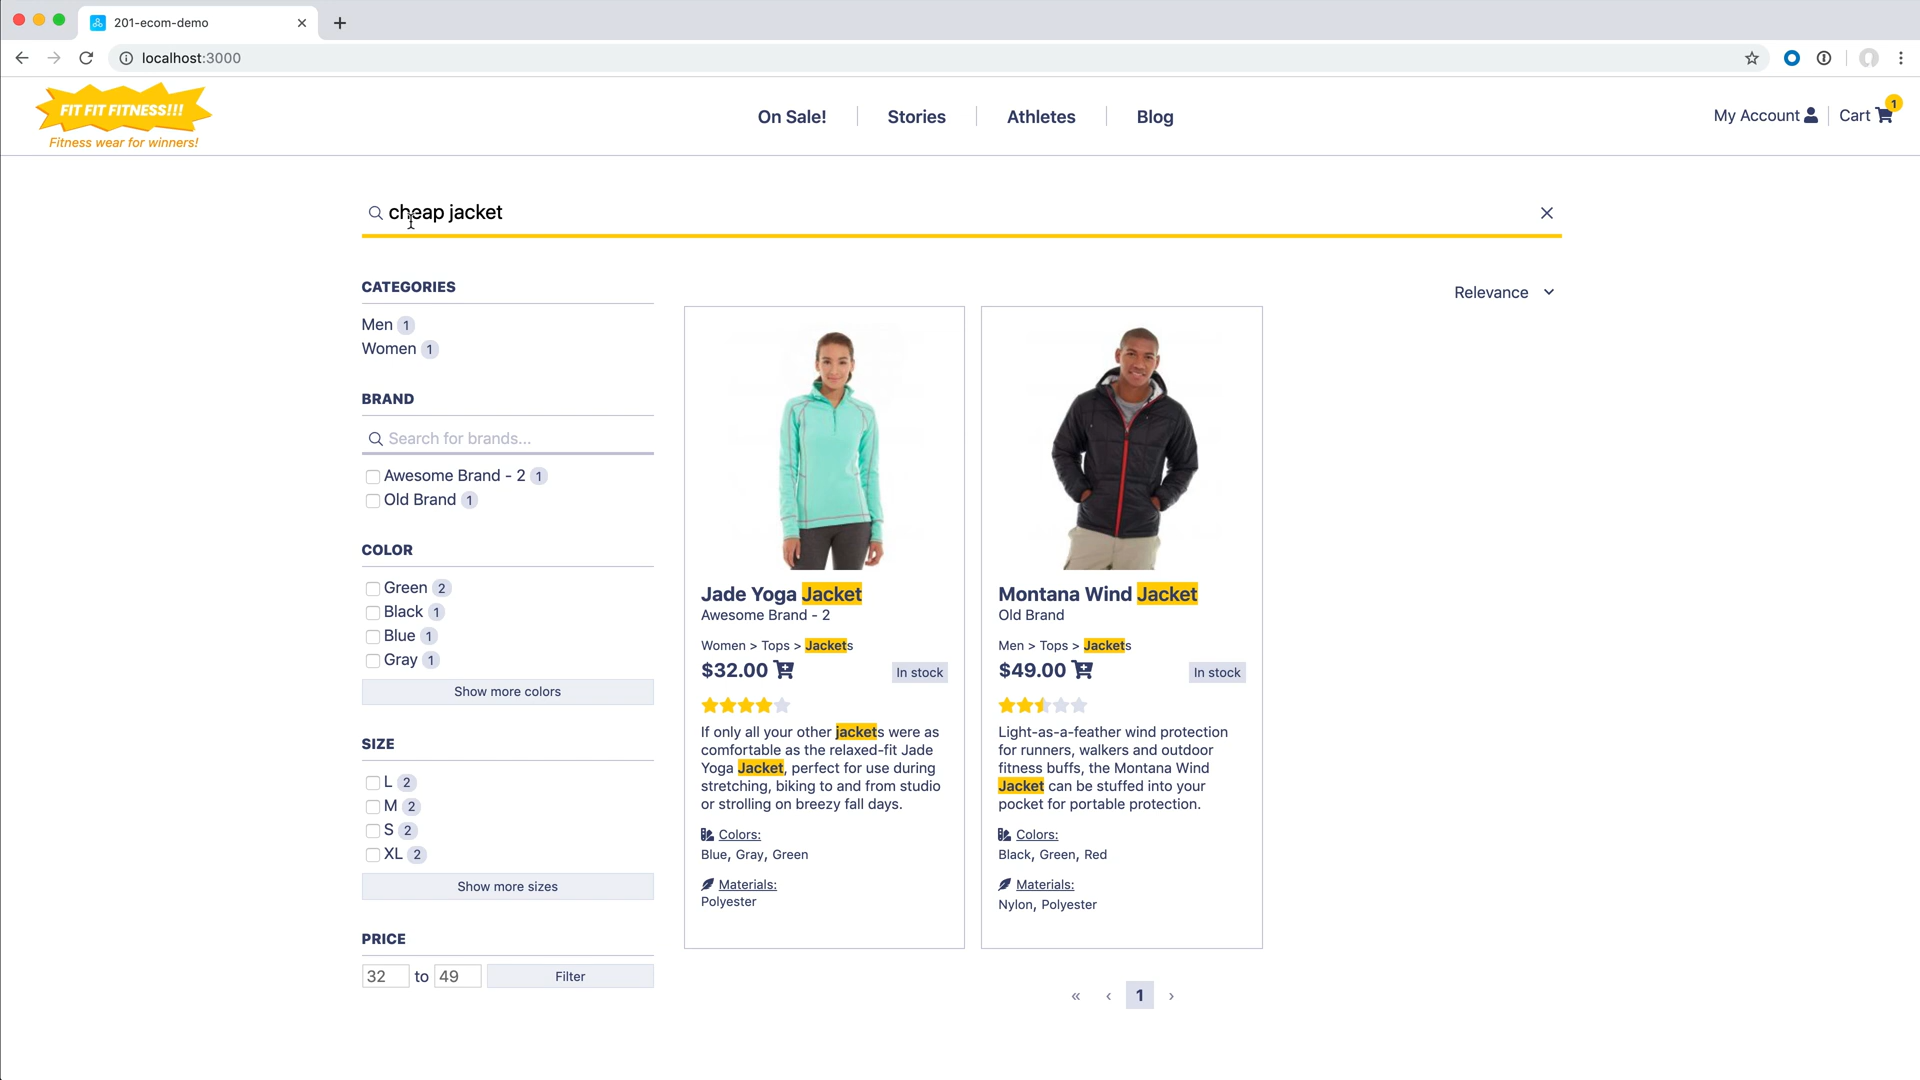 201-ecom-demo
localhost:3000
FIT FIT FITNESS!!!
Fitness wear for winners!
On Sale!
Stories
Athletes
Blog
My Account
Cart
1
cheap jacket
Relevance
CATEGORIES
Men 1
Women 1
BRAND
Search for brands...
Awesome Brand - 2 1
Old Brand 1
COLOR
Green 2
Black 1
Blue 1
Gray 1
Show more colors
SIZE
L 2
M 2
S 2
XL 2
Show more sizes
PRICE
32 to 49 Filter
Jade Yoga Jacket
Awesome Brand - 2
Women > Tops > Jackets
$32.00 In stock
If only all your other jackets were as
comfortable as the relaxed-fit Jade
Yoga Jacket, perfect for use during
stretching, biking to and from studio
or strolling on breezy fall days.
Colors:
Blue, Gray, Green
Materials:
Polyester
Montana Wind Jacket
Old Brand
Men > Tops > Jackets
$49.00 In stock
Light-as-a-feather wind protection
for runners, walkers and outdoor
fitness buffs, the Montana Wind
Jacket can be stuffed into your
pocket for portable protection.
Colors:
Black, Green, Red
Materials:
Nylon, Polyester
« ‹ 1 ›